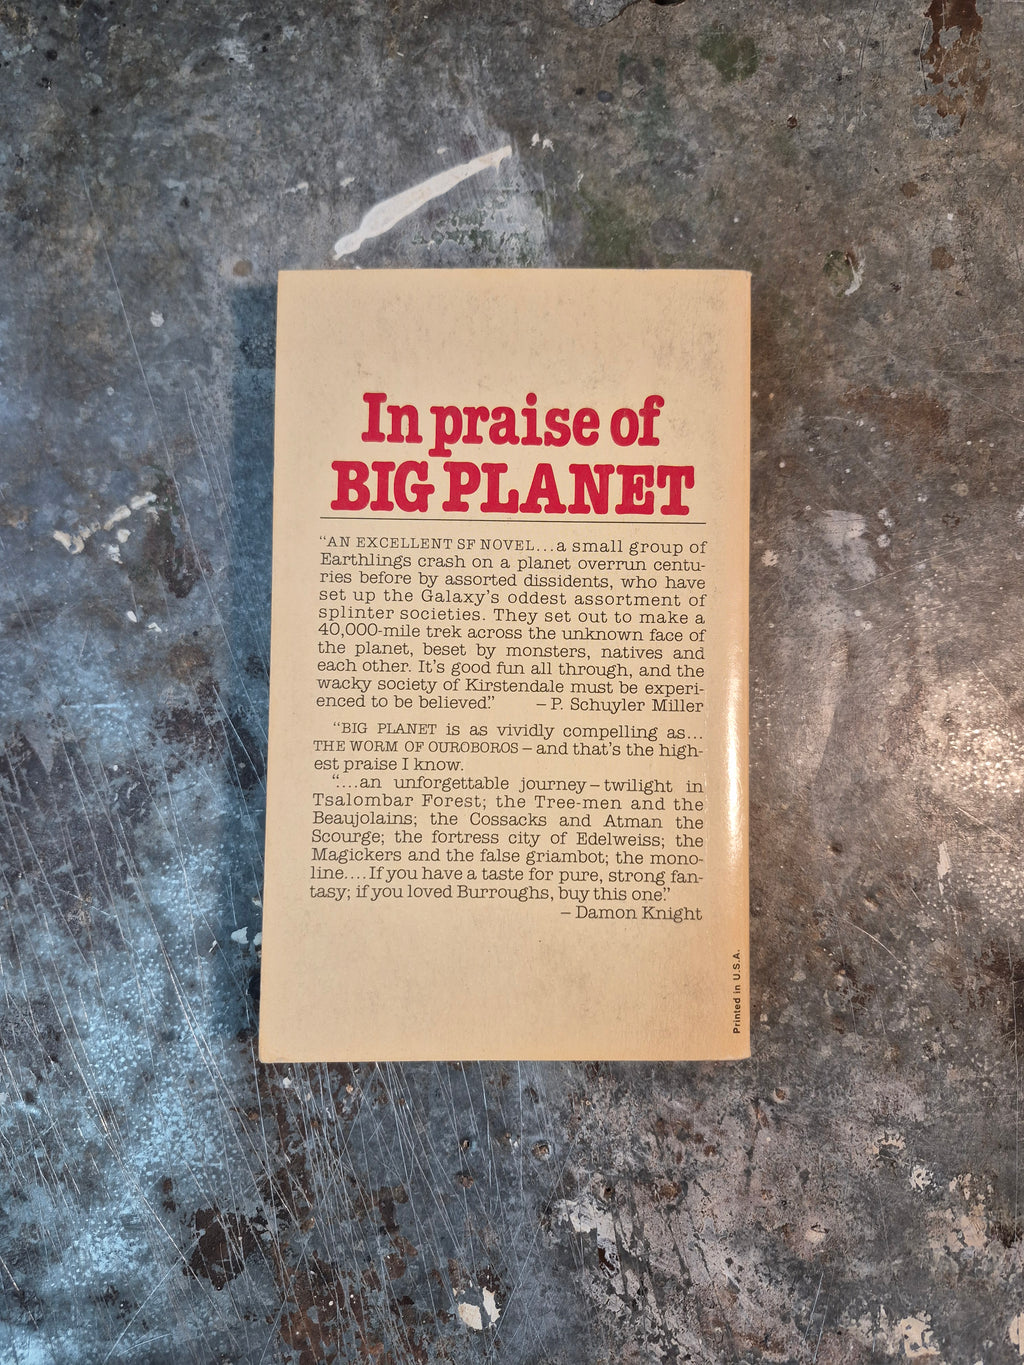 In praise of
BIG PLANET
“AN EXCELLENT SF NOVEL...a small group of
Earthlings crash on a planet overrun centu-
ries before by assorted dissidents, who have
set up the Galaxy’s oddest assortment of
splinter societies. They set out to make a
40,000-mile trek across the unknown face of
the planet, beset by monsters, natives and
each other. It’s good fun all through, and the
wacky society of Kirstendale must be experi-
enced to be believed.” – P. Schuyler Miller
“BIG PLANET is as vividly compelling as...
THE WORM OF OUROBOROS – and that’s the high-
est praise I know.
“....an unforgettable journey – twilight in
Tsalombar Forest; the Tree-men and the
Beaujolains; the Cossacks and Atman the
Scourge; the fortress city of Edelweiss; the
Magickers and the false griambot; the mono-
line....If you have a taste for pure, strong fan-
tasy; if you loved Burroughs, buy this one.”
– Damon Knight
Printed in U.S.A.